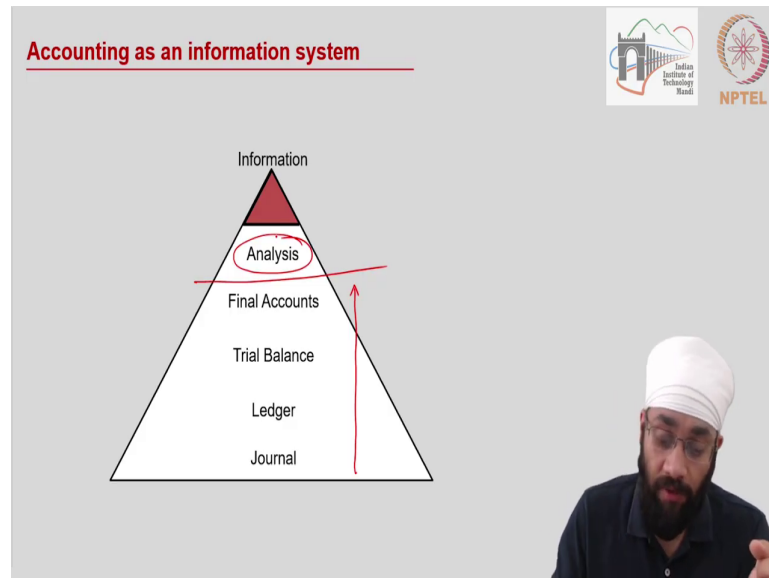 Accounting as an information system
Indian
Institute of
Technology
Mandi
NPTEL
Information
Analysis
Final Accounts
Trial Balance
Ledger
Journal